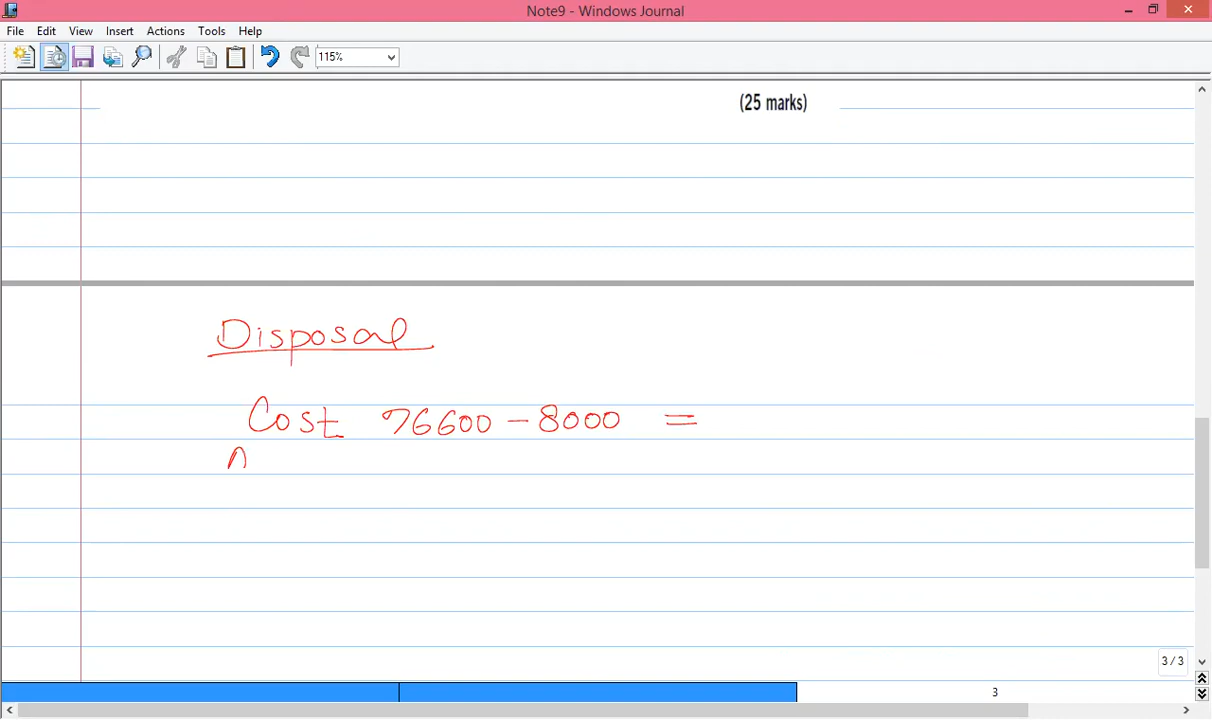 Note9 - Windows Journal
File Edit View Insert Actions Tools Help
115%
(25 marks)
Disposal
Cost 76600 - 8000 =
3 / 3
3